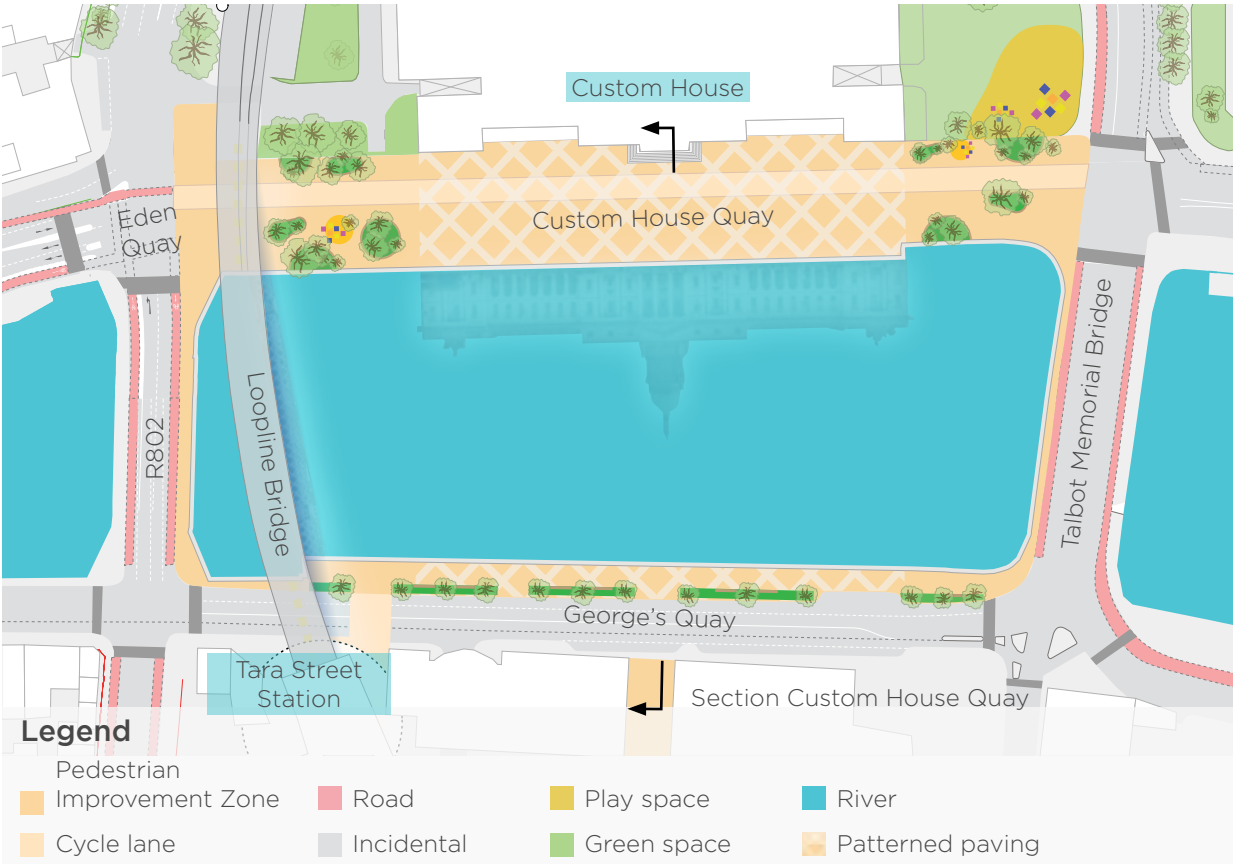 Custom House
Custom House Quay
Eden
Quay
Loopline Bridge
R802
Talbot Memorial Bridge
George's Quay
Tara Street
Station
Section Custom House Quay
Legend
Pedestrian
Improvement Zone
Road
Play space
River
Cycle lane
Incidental
Green space
Patterned paving